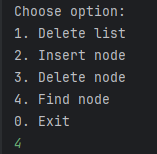 Choose option:
1. Delete list
2. Insert node
3. Delete node
4. Find node
0. Exit
4